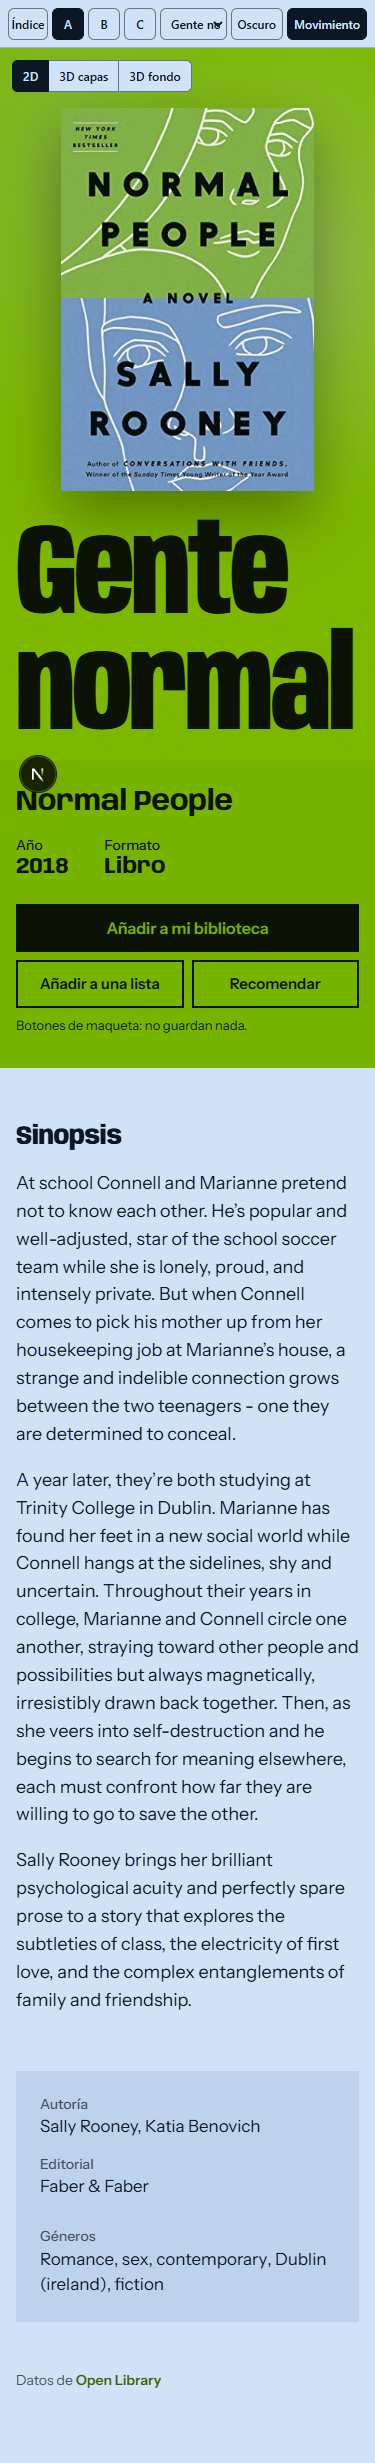 Índice A B C Gente no Oscuro Movimiento
2D 3D capas 3D fondo
NEW YORK
TIMES
BESTSELLER
NORMAL
PEOPLE
A NOVEL
SALLY
ROONEY
Author of CONVERSATIONS WITH FRIENDS,
Winner of the Sunday Times Young Writer of the Year Award
Gente
normal
N
Normal People
Año Formato
2018 Libro
Añadir a mi biblioteca
Añadir a una lista Recomendar
Botones de maqueta: no guardan nada.
Sinopsis
At school Connell and Marianne pretend
not to know each other. He’s popular and
well-adjusted, star of the school soccer
team while she is lonely, proud, and
intensely private. But when Connell
comes to pick his mother up from her
housekeeping job at Marianne’s house, a
strange and indelible connection grows
between the two teenagers - one they
are determined to conceal.
A year later, they’re both studying at
Trinity College in Dublin. Marianne has
found her feet in a new social world while
Connell hangs at the sidelines, shy and
uncertain. Throughout their years in
college, Marianne and Connell circle one
another, straying toward other people and
possibilities but always magnetically,
irresistibly drawn back together. Then, as
she veers into self-destruction and he
begins to search for meaning elsewhere,
each must confront how far they are
willing to go to save the other.
Sally Rooney brings her brilliant
psychological acuity and perfectly spare
prose to a story that explores the
subtleties of class, the electricity of first
love, and the complex entanglements of
family and friendship.
Autoría
Sally Rooney, Katia Benovich
Editorial
Faber & Faber
Géneros
Romance, sex, contemporary, Dublin
(ireland), fiction
Datos de Open Library